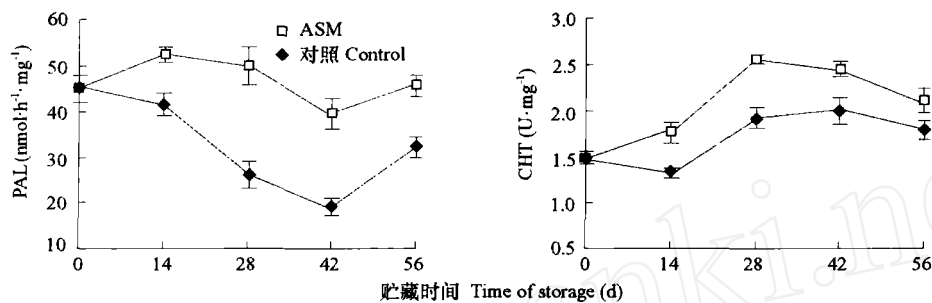 60
50
40
30
20
10
PAL (nmol·h⁻¹·mg⁻¹)
ASM
对照 Control
0 14 28 42 56
3.0
2.5
2.0
1.5
1.0
0.5
CHT (U·mg⁻¹)
0 14 28 42 56
贮藏时间 Time of storage (d)